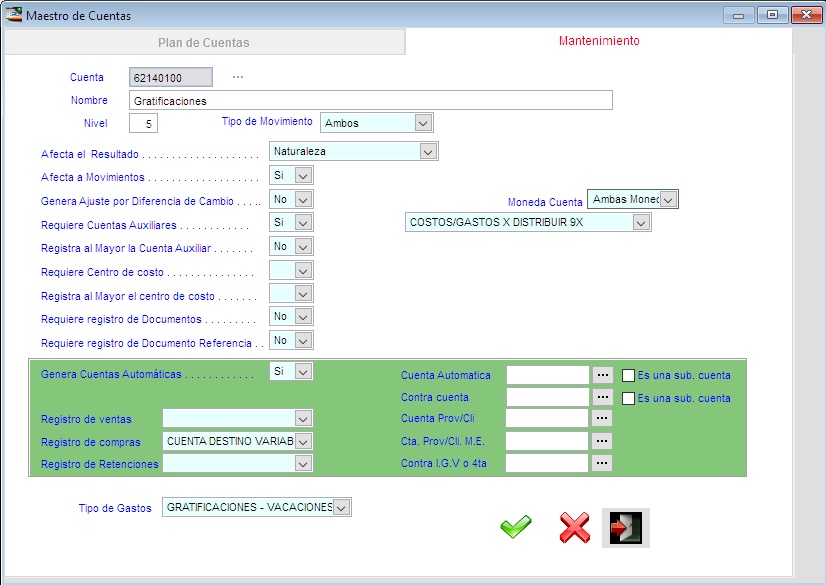 Maestro de Cuentas
Plan de Cuentas
Mantenimiento
Cuenta 62140100 ...
Nombre Gratificaciones
Nivel 5 Tipo de Movimiento Ambos
Afecta el Resultado . . . . . . . . . . . . . . . . . . . . Naturaleza
Afecta a Movimientos . . . . . . . . . . . . . . . . . . . Si
Genera Ajuste por Diferencia de Cambio . . . .. No Moneda Cuenta Ambas Moned
Requiere Cuentas Auxiliares . . . . . . . . . . . . Si COSTOS/GASTOS X DISTRIBUIR 9X
Registra al Mayor la Cuenta Auxiliar . . . . . . . No
Requiere Centro de costo . . . . . . . . . . . . . . .
Registra al Mayor el centro de costo . . . . . . .
Requiere registro de Documentos . . . . . . . . . No
Requiere registro de Documento Referencia . . No
Genera Cuentas Automáticas . . . . . . . . . . . . Si Cuenta Automatica ... Es una sub. cuenta
Contra cuenta ... Es una sub. cuenta
Registro de ventas Cuenta Prov/Cli ...
Registro de compras CUENTA DESTINO VARIAB Cta. Prov/Cli. M.E. ...
Registro de Retenciones Contra I.G.V o 4ta ...
Tipo de Gastos GRATIFICACIONES - VACACIONES